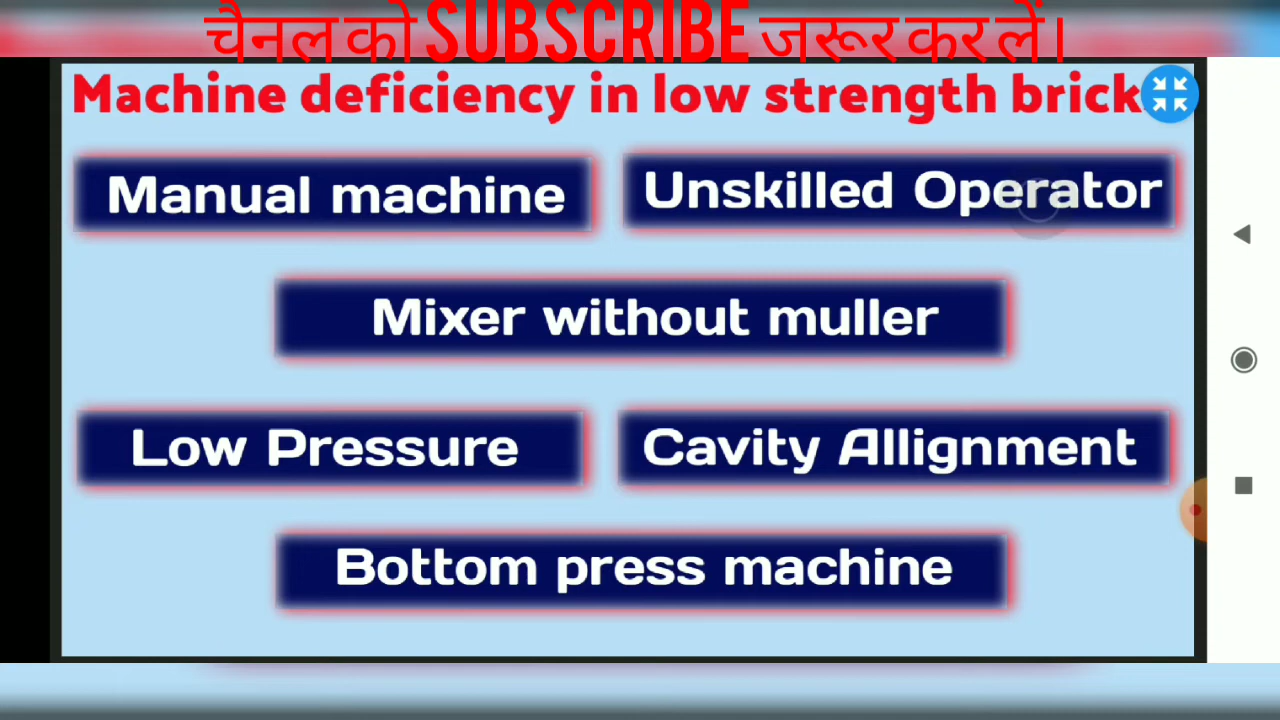 चैनल को SUBSCRIBE जरूर कर लें।
Machine deficiency in low strength brick
Manual machine
Unskilled Operator
Mixer without muller
Low Pressure
Cavity Allignment
Bottom press machine